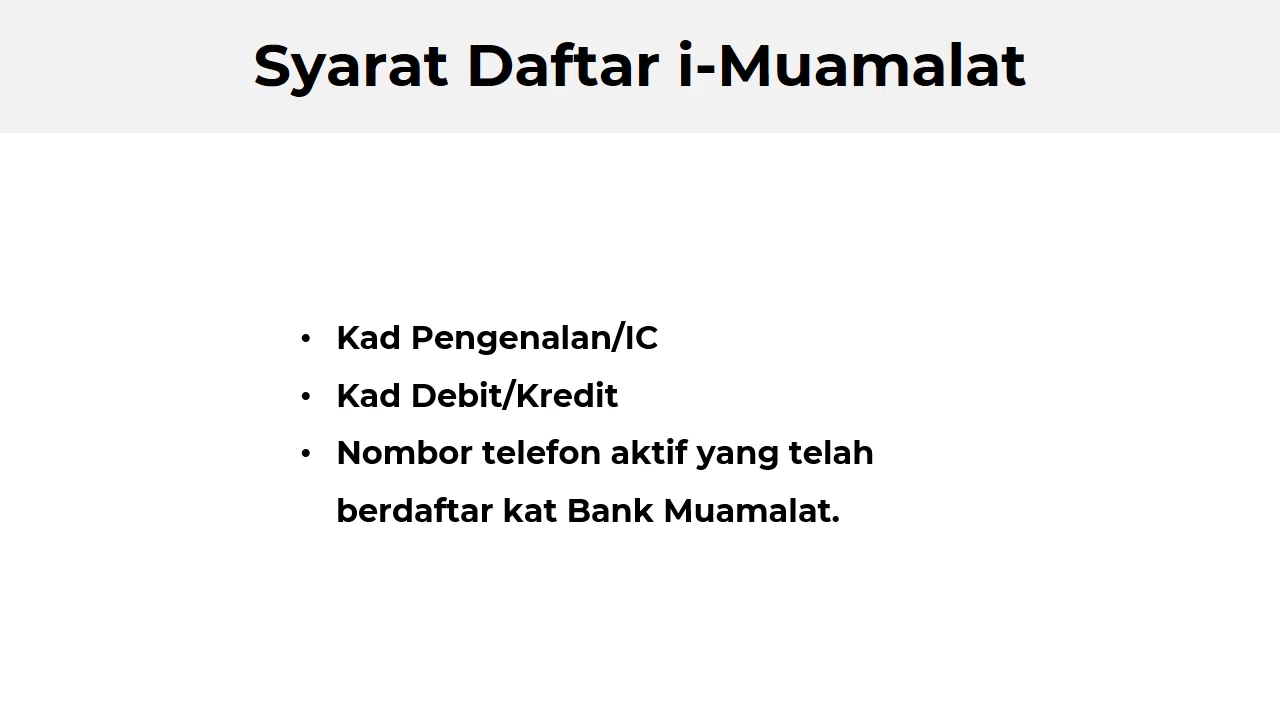 Syarat Daftar i-Muamalat
• Kad Pengenalan/IC
• Kad Debit/Kredit
• Nombor telefon aktif yang telah
berdaftar kat Bank Muamalat.